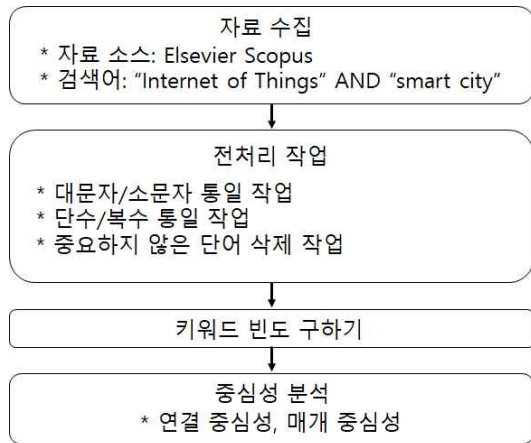 자료 수집
* 자료 소스: Elsevier Scopus
* 검색어: “Internet of Things” AND “smart city”
전처리 작업
* 대문자/소문자 통일 작업
* 단수/복수 통일 작업
* 중요하지 않은 단어 삭제 작업
키워드 빈도 구하기
중심성 분석
* 연결 중심성, 매개 중심성